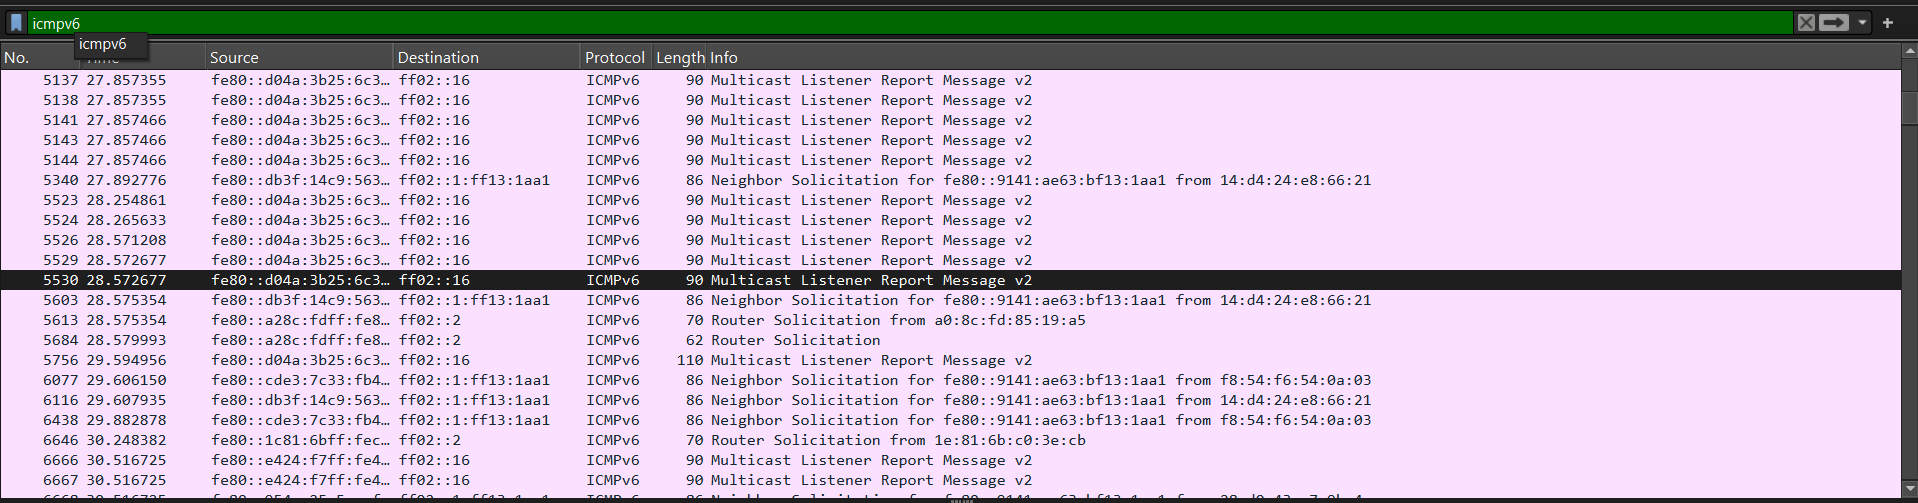 icmpv6
icmpv6
No. Time Source Destination Protocol Length Info
5137 27.857355 fe80::d04a:3b25:6c3… ff02::16 ICMPv6 90 Multicast Listener Report Message v2
5138 27.857355 fe80::d04a:3b25:6c3… ff02::16 ICMPv6 90 Multicast Listener Report Message v2
5141 27.857466 fe80::d04a:3b25:6c3… ff02::16 ICMPv6 90 Multicast Listener Report Message v2
5143 27.857466 fe80::d04a:3b25:6c3… ff02::16 ICMPv6 90 Multicast Listener Report Message v2
5144 27.857466 fe80::d04a:3b25:6c3… ff02::16 ICMPv6 90 Multicast Listener Report Message v2
5340 27.892776 fe80::db3f:14c9:563… ff02::1:ff13:1aa1 ICMPv6 86 Neighbor Solicitation for fe80::9141:ae63:bf13:1aa1 from 14:d4:24:e8:66:21
5523 28.254861 fe80::d04a:3b25:6c3… ff02::16 ICMPv6 90 Multicast Listener Report Message v2
5524 28.265633 fe80::d04a:3b25:6c3… ff02::16 ICMPv6 90 Multicast Listener Report Message v2
5526 28.571208 fe80::d04a:3b25:6c3… ff02::16 ICMPv6 90 Multicast Listener Report Message v2
5529 28.572677 fe80::d04a:3b25:6c3… ff02::16 ICMPv6 90 Multicast Listener Report Message v2
5530 28.572677 fe80::d04a:3b25:6c3… ff02::16 ICMPv6 90 Multicast Listener Report Message v2
5603 28.575354 fe80::db3f:14c9:563… ff02::1:ff13:1aa1 ICMPv6 86 Neighbor Solicitation for fe80::9141:ae63:bf13:1aa1 from 14:d4:24:e8:66:21
5613 28.575354 fe80::a28c:fdff:fe8… ff02::2 ICMPv6 70 Router Solicitation from a0:8c:fd:85:19:a5
5684 28.579993 fe80::a28c:fdff:fe8… ff02::2 ICMPv6 62 Router Solicitation
5756 29.594956 fe80::d04a:3b25:6c3… ff02::16 ICMPv6 110 Multicast Listener Report Message v2
6077 29.606150 fe80::cde3:7c33:fb4… ff02::1:ff13:1aa1 ICMPv6 86 Neighbor Solicitation for fe80::9141:ae63:bf13:1aa1 from f8:54:f6:54:0a:03
6116 29.607935 fe80::db3f:14c9:563… ff02::1:ff13:1aa1 ICMPv6 86 Neighbor Solicitation for fe80::9141:ae63:bf13:1aa1 from 14:d4:24:e8:66:21
6438 29.882878 fe80::cde3:7c33:fb4… ff02::1:ff13:1aa1 ICMPv6 86 Neighbor Solicitation for fe80::9141:ae63:bf13:1aa1 from f8:54:f6:54:0a:03
6646 30.248382 fe80::1c81:6bff:fec… ff02::2 ICMPv6 70 Router Solicitation from 1e:81:6b:c0:3e:cb
6666 30.516725 fe80::e424:f7ff:fe4… ff02::16 ICMPv6 90 Multicast Listener Report Message v2
6667 30.516725 fe80::e424:f7ff:fe4… ff02::16 ICMPv6 90 Multicast Listener Report Message v2